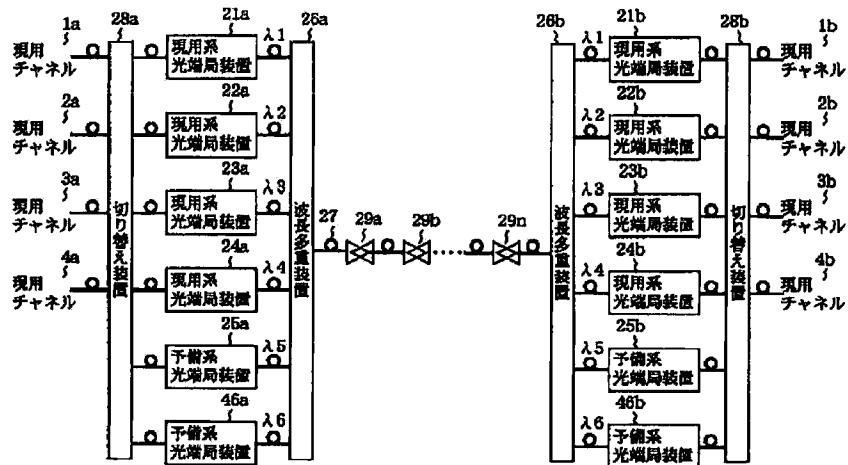 28a
21a
26a
1a
現用
チャネル
現用系
光端局装置
λ1
22a
2a
現用
チャネル
現用系
光端局装置
λ2
23a
3a
現用
チャネル
現用系
光端局装置
λ3
24a
4a
現用
チャネル
現用系
光端局装置
λ4
25a
予備系
光端局装置
λ5
46a
予備系
光端局装置
λ6
切り替え装置
波長多重装置
27
29a
29b
29n
26b
21b
28b
1b
λ1
現用系
光端局装置
現用
チャネル
22b
2b
λ2
現用系
光端局装置
現用
チャネル
23b
3b
λ3
現用系
光端局装置
現用
チャネル
24b
4b
λ4
現用系
光端局装置
現用
チャネル
25b
λ5
予備系
光端局装置
46b
λ6
予備系
光端局装置
波長多重装置
切り替え装置